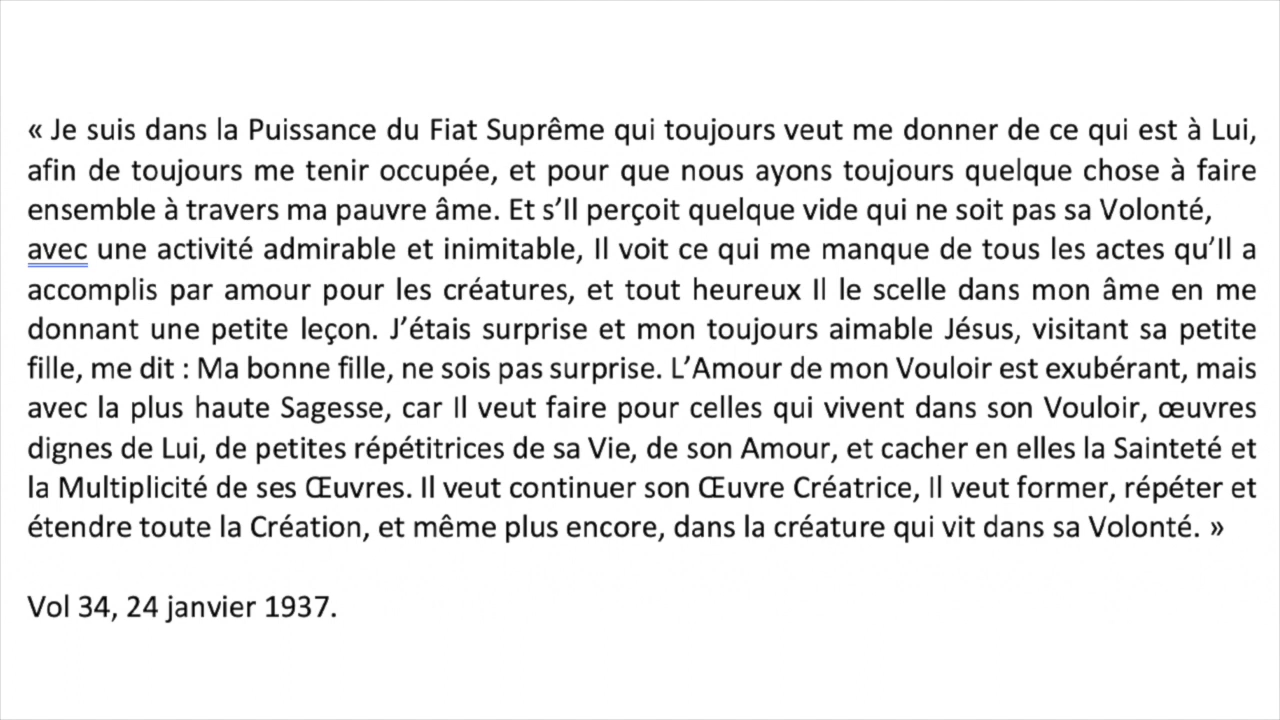 « Je suis dans la Puissance du Fiat Suprême qui toujours veut me donner de ce qui est à Lui,
afin de toujours me tenir occupée, et pour que nous ayons toujours quelque chose à faire
ensemble à travers ma pauvre âme. Et s’Il perçoit quelque vide qui ne soit pas sa Volonté,
avec une activité admirable et inimitable, Il voit ce qui me manque de tous les actes qu’Il a
accomplis par amour pour les créatures, et tout heureux Il le scelle dans mon âme en me
donnant une petite leçon. J’étais surprise et mon toujours aimable Jésus, visitant sa petite
fille, me dit : Ma bonne fille, ne sois pas surprise. L’Amour de mon Vouloir est exubérant, mais
avec la plus haute Sagesse, car Il veut faire pour celles qui vivent dans son Vouloir, œuvres
dignes de Lui, de petites répétitrices de sa Vie, de son Amour, et cacher en elles la Sainteté et
la Multiplicité de ses Œuvres. Il veut continuer son Œuvre Créatrice, Il veut former, répéter et
étendre toute la Création, et même plus encore, dans la créature qui vit dans sa Volonté. »
Vol 34, 24 janvier 1937.